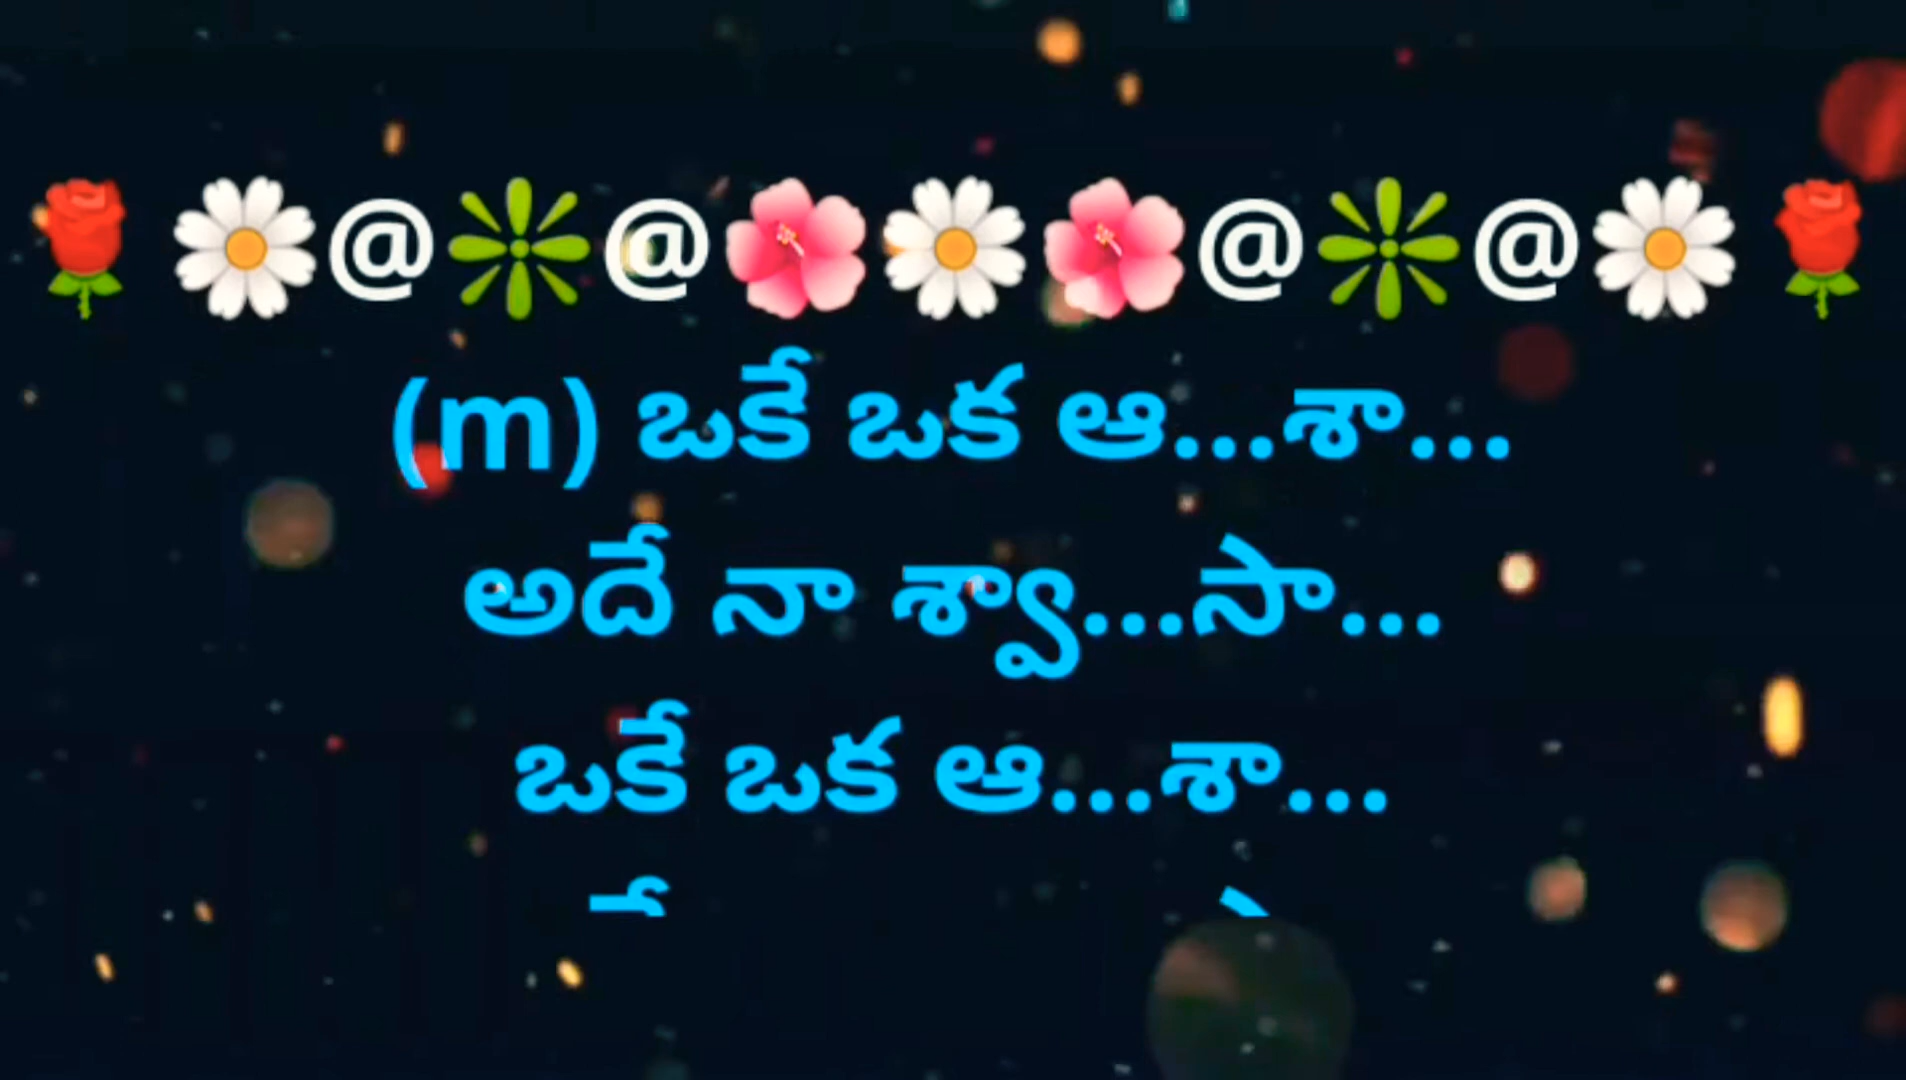 🌹 🌼@❇@🌺🌼🌺@❇@🌼 🌹
(m) ఒకే ఒక ఆ...శా...
అదే నా శ్వా...సా...
ఒకే ఒక ఆ...శా...